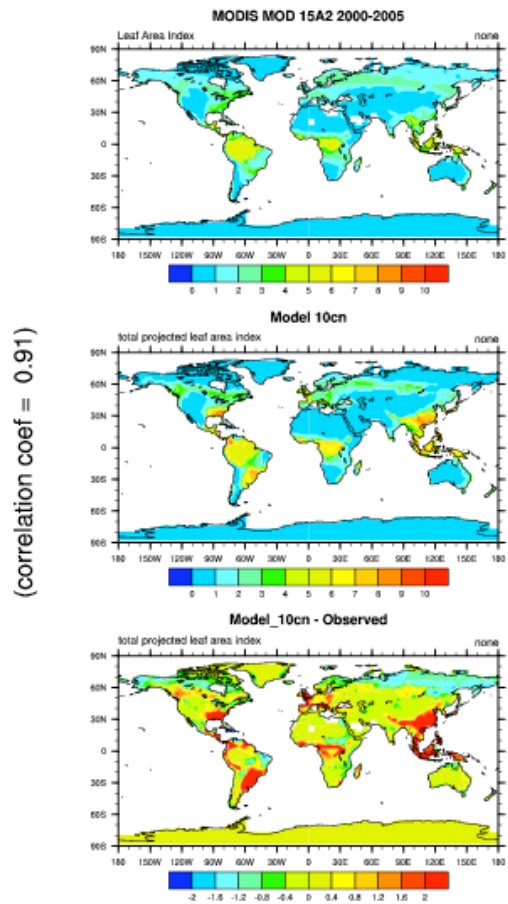 MODIS MOD 15A2 2000-2005
Leaf Area Index none
90N
60N
30N
0
30S
60S
90S
180 150W 120W 90W 60W 30W 0 30E 60E 90E 120E 150E 180
0 1 2 3 4 5 6 7 8 9 10
(correlation coef = 0.91)
Model 10cn
total projected leaf area index none
90N
60N
30N
0
30S
60S
90S
180 150W 120W 90W 60W 30W 0 30E 60E 90E 120E 150E 180
0 1 2 3 4 5 6 7 8 9 10
Model_10cn - Observed
total projected leaf area index none
90N
60N
30N
0
30S
60S
90S
180 150W 120W 90W 60W 30W 0 30E 60E 90E 120E 150E 180
-2 -1.6 -1.2 -0.8 -0.4 0 0.4 0.8 1.2 1.6 2